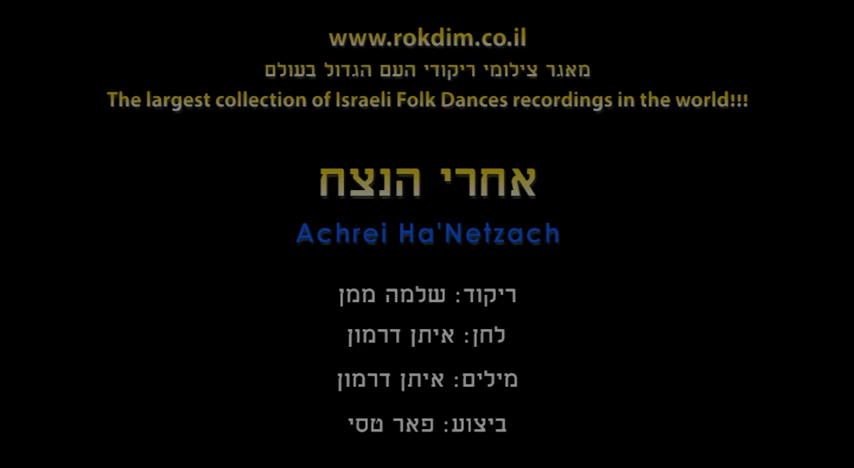 www.rokdim.co.il
מאגר צילומי ריקודי העם הגדול בעולם
The largest collection of Israeli Folk Dances recordings in the world!!!
אחרי הנצח
Achrei Ha'Netzach
ריקוד: שלמה ממן
לחן: איתן דרמון
מילים: איתן דרמון
ביצוע: פאר טסי